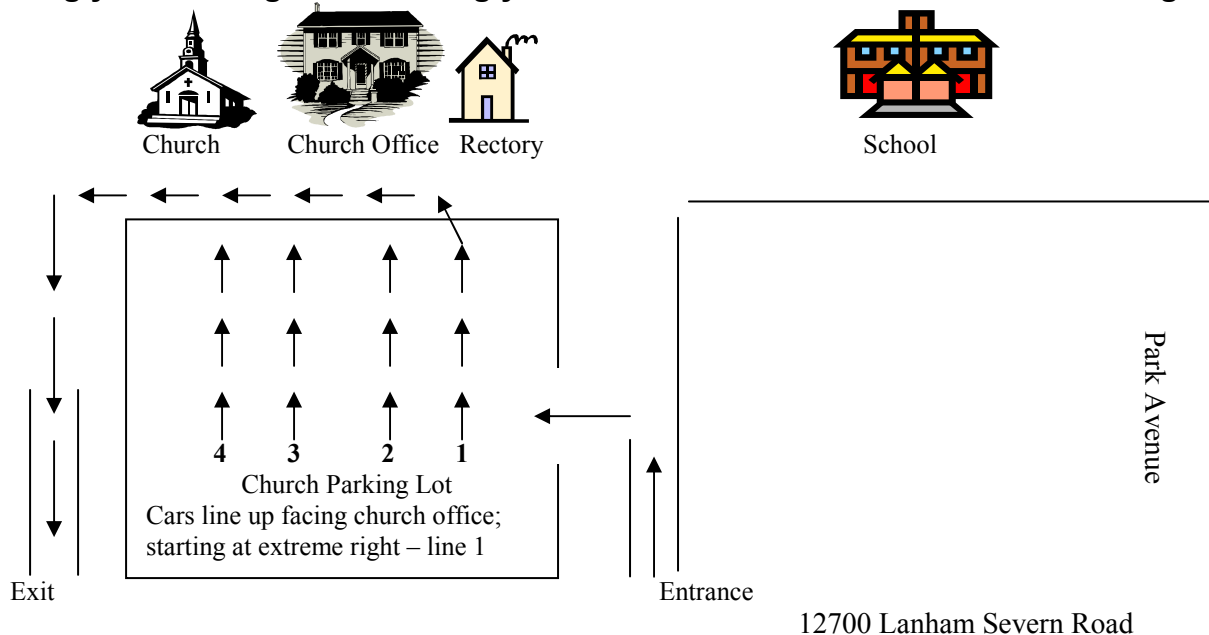 Church Church Office Rectory School
Park Avenue
4 3 2 1
Church Parking Lot
Cars line up facing church office;
starting at extreme right – line 1
Exit Entrance
12700 Lanham Severn Road